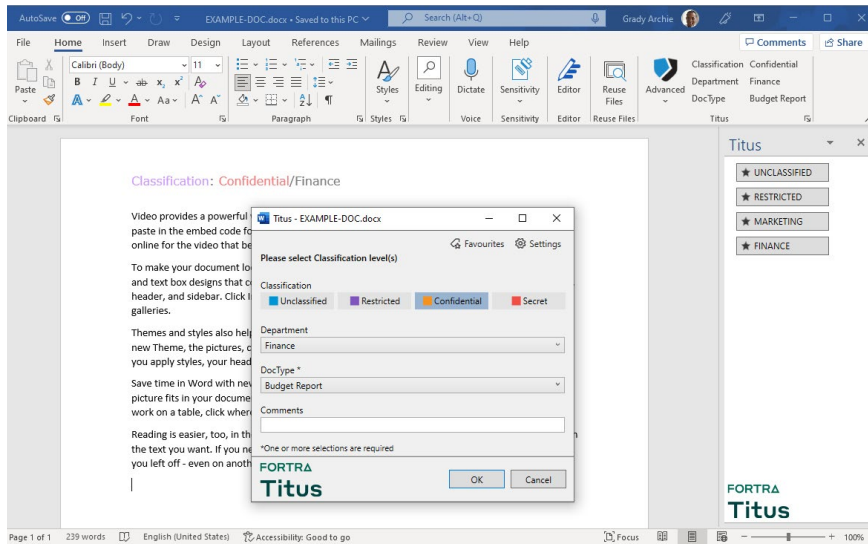 AutoSave Off EXAMPLE-DOC.docx • Saved to this PC Search (Alt+Q) Grady Archie
File Home Insert Draw Design Layout References Mailings Review View Help Comments Share
Paste
Clipboard
Calibri (Body) 11
B I U ab x₂ x² A
A A Aa A A
Font
Paragraph
Styles
Styles
Editing
Dictate
Voice
Sensitivity
Sensitivity
Editor
Editor
Reuse Files
Reuse Files
Advanced
Classification Confidential
Department Finance
DocType Budget Report
Titus
Classification: Confidential/Finance
Video provides a powerful
paste in the embed code fo
online for the video that be
To make your document lo
and text box designs that c
header, and sidebar. Click I
galleries.
Themes and styles also help
new Theme, the pictures, c
you apply styles, your head
Save time in Word with nev
picture fits in your docume
work on a table, click wher
Reading is easier, too, in th
the text you want. If you ne
you left off - even on anoth
Titus - EXAMPLE-DOC.docx
Favourites Settings
Please select Classification level(s)
Classification
Unclassified Restricted Confidential Secret
Department
Finance
DocType *
Budget Report
Comments
*One or more selections are required
FORTRA
Titus
OK Cancel
Titus
★ UNCLASSIFIED
★ RESTRICTED
★ MARKETING
★ FINANCE
FORTRA
Titus
Page 1 of 1 239 words English (United States) Accessibility: Good to go Focus 100%